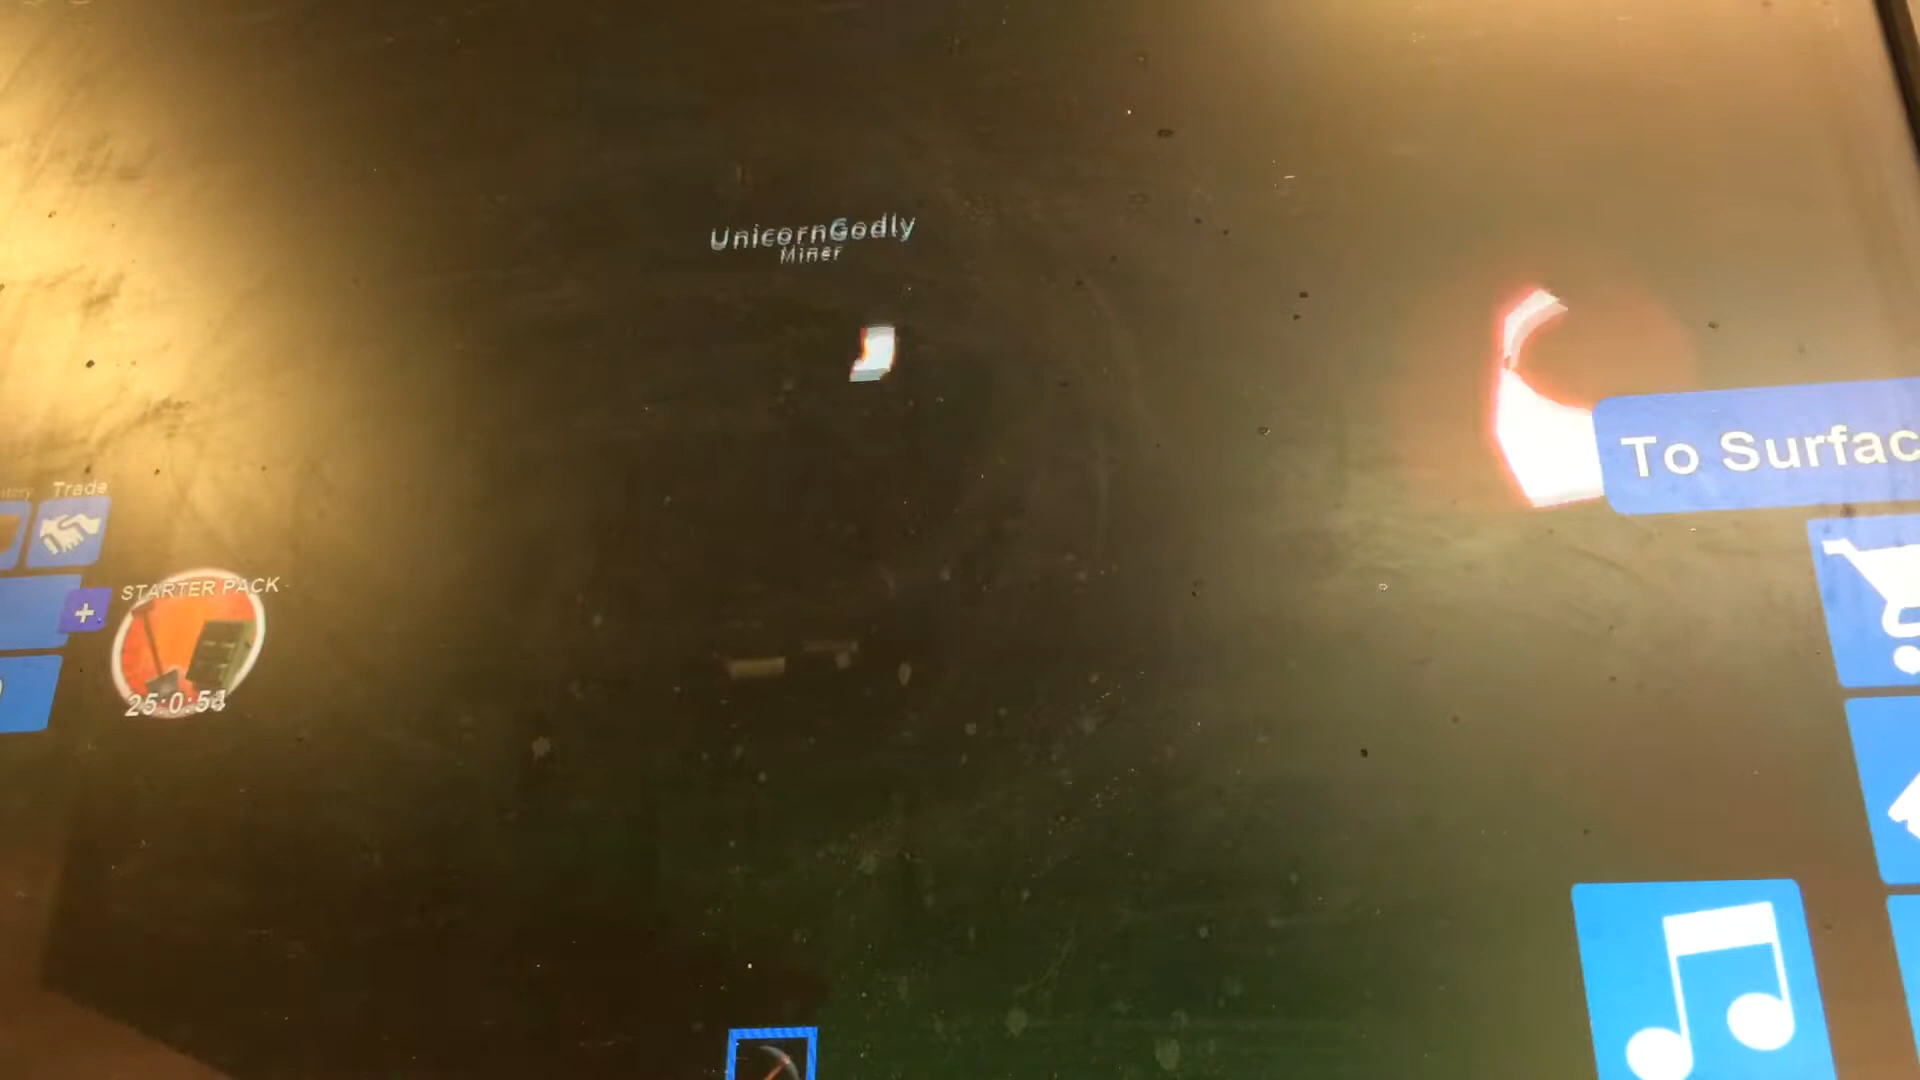 UnicornGodly
Miner
To Surfac
Trade
STARTER PACK
+
25:0:54